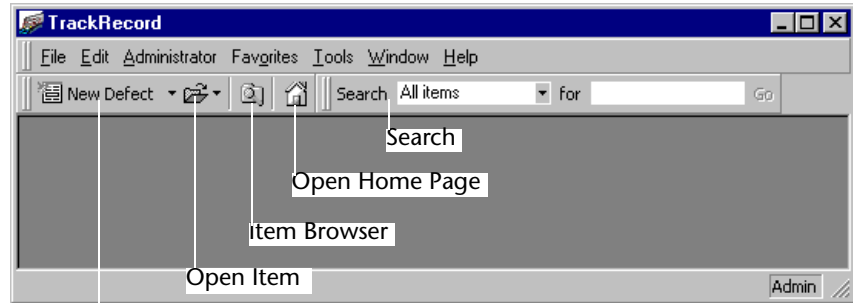 TrackRecord
File Edit Administrator Favorites Tools Window Help
New Defect Search All items for Go
Search
Open Home Page
Item Browser
Open Item
Admin